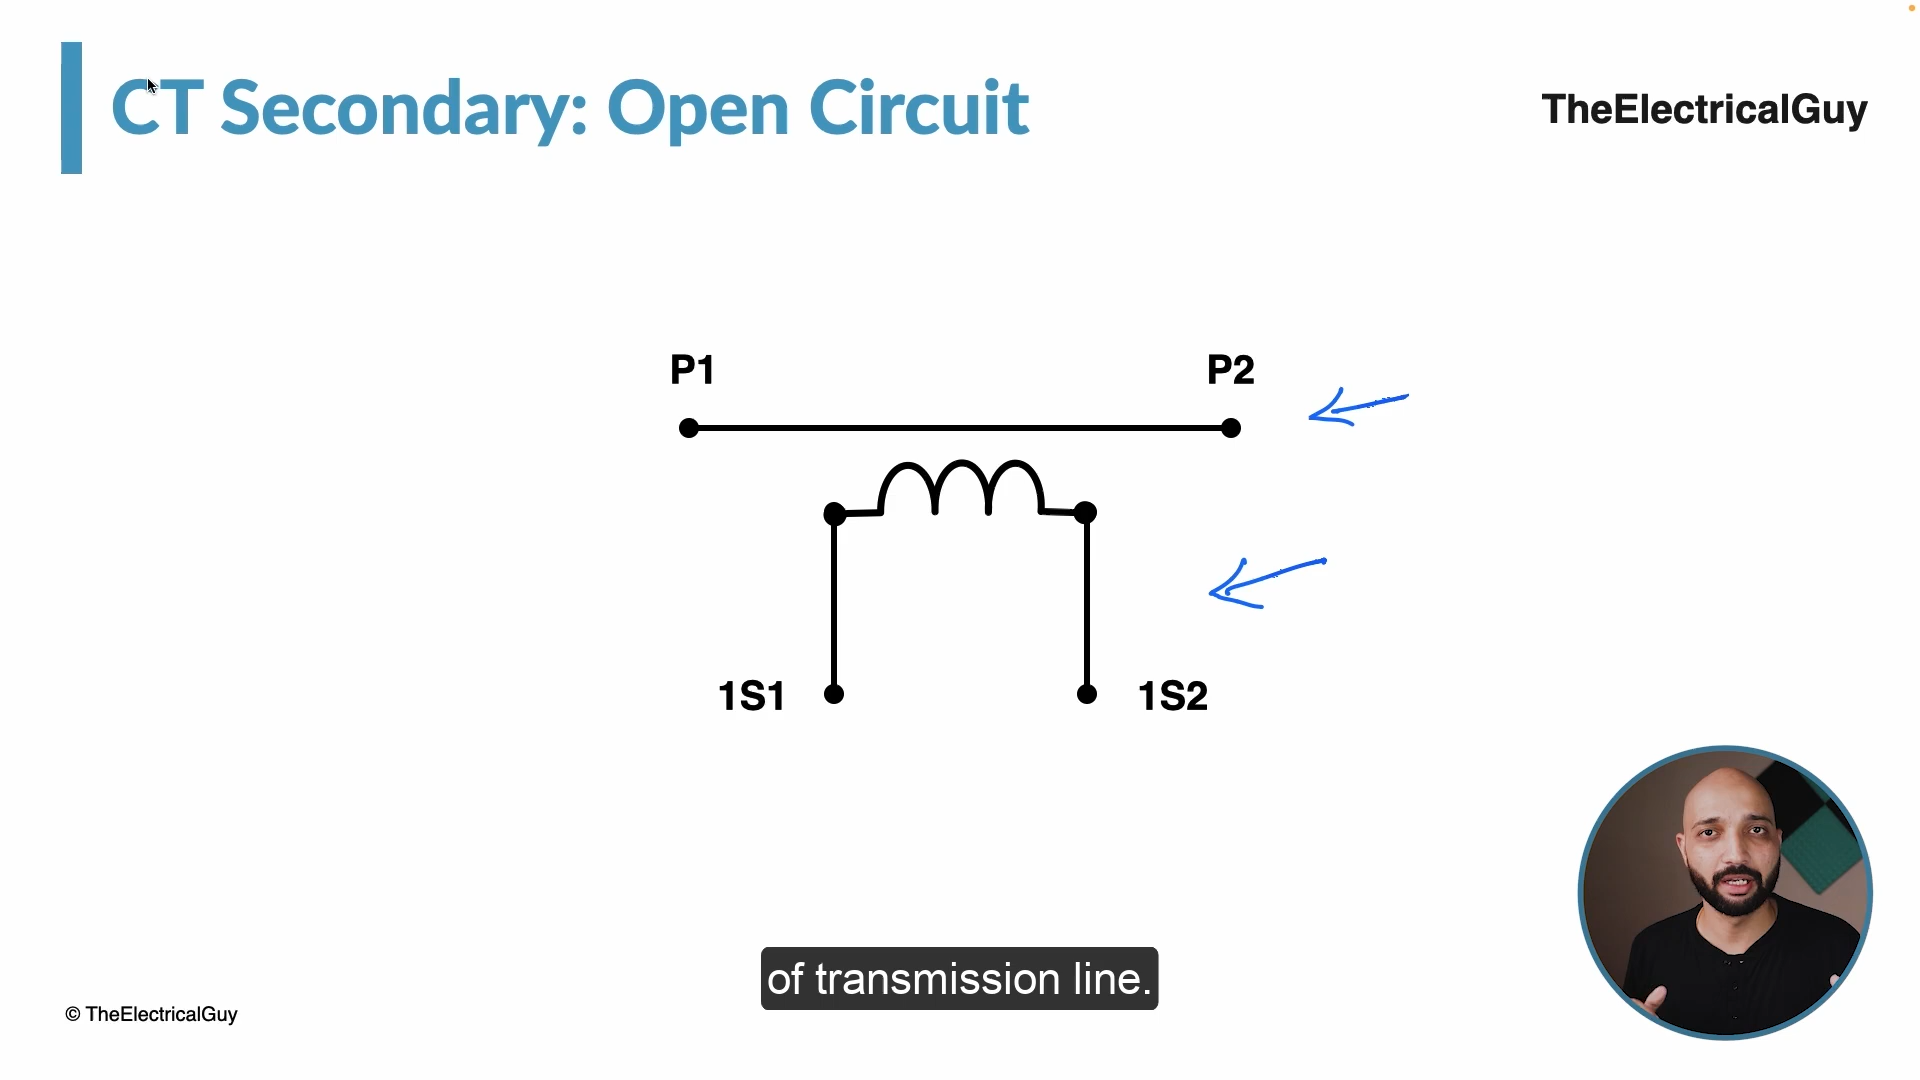 CT Secondary: Open Circuit
TheElectricalGuy
P1
P2
1S1
1S2
of transmission line.
© TheElectricalGuy